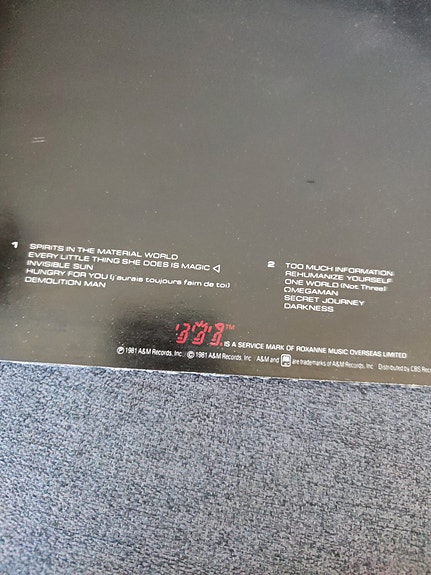 1
SPIRITS IN THE MATERIAL WORLD
EVERY LITTLE THING SHE DOES IS MAGIC
INVISIBLE SUN
HUNGRY FOR YOU (j'aurais toujours faim de toi)
DEMOLITION MAN
2
TOO MUCH INFORMATION
REHUMANIZE YOURSELF
ONE WORLD (Not Three)
ΩMEGAMAN
SECRET JOURNEY
DARKNESS
TM IS A SERVICE MARK OF ROXANNE MUSIC OVERSEAS LIMITED
℗ 1981 A&M Records, Inc. © 1981 A&M Records, Inc. A&M and are trademarks of A&M Records, Inc. Distributed by CBS